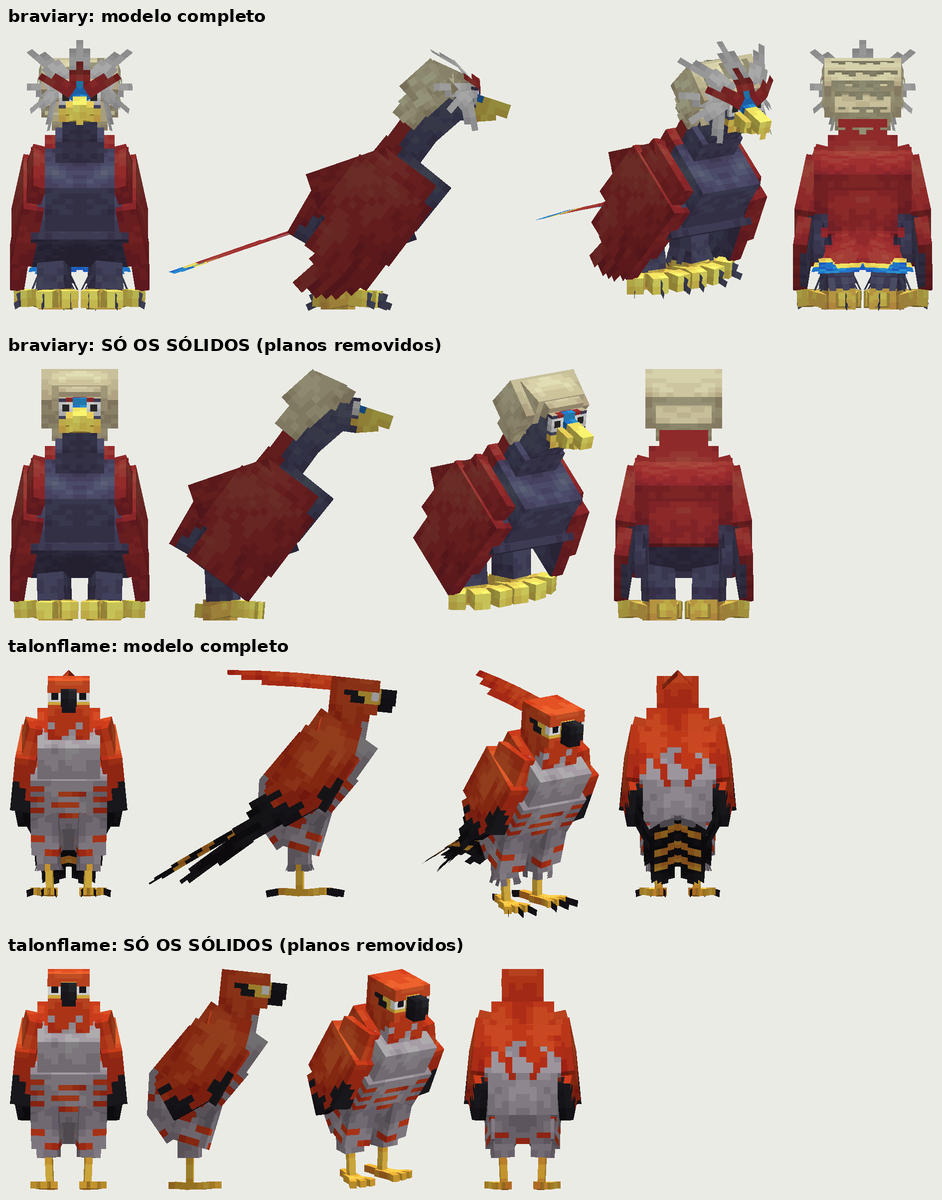 braviary: modelo completo
braviary: SÓ OS SÓLIDOS (planos removidos)
talonflame: modelo completo
talonflame: SÓ OS SÓLIDOS (planos removidos)